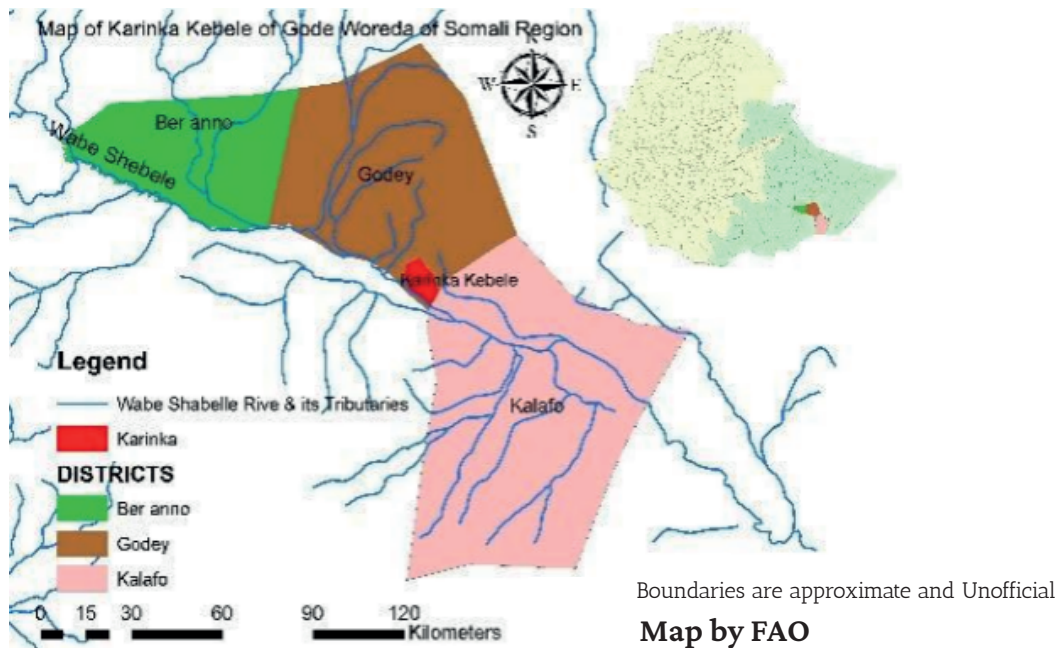 Map of Karinka Kebele of Gode Woreda of Somali Region
N
W E
S
Ber anno
Wabe Shebele
Godey
Karinka Kebele
Kalafo
Legend
Wabe Shabelle Rive & its Tributaries
Karinka
DISTRICTS
Ber anno
Godey
Kalafo
0 15 30 60 90 120
Kilometers
Boundaries are approximate and Unofficial
Map by FAO